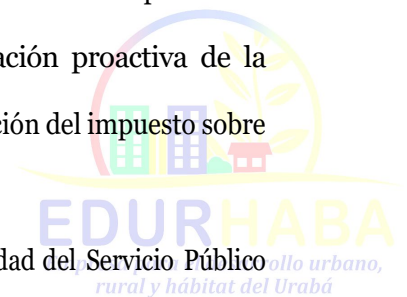 ación proactiva de la
ción del impuesto sobre
EDURHABA
dad del Servicio Público
rollo urbano,
rural y hábitat del Urabá